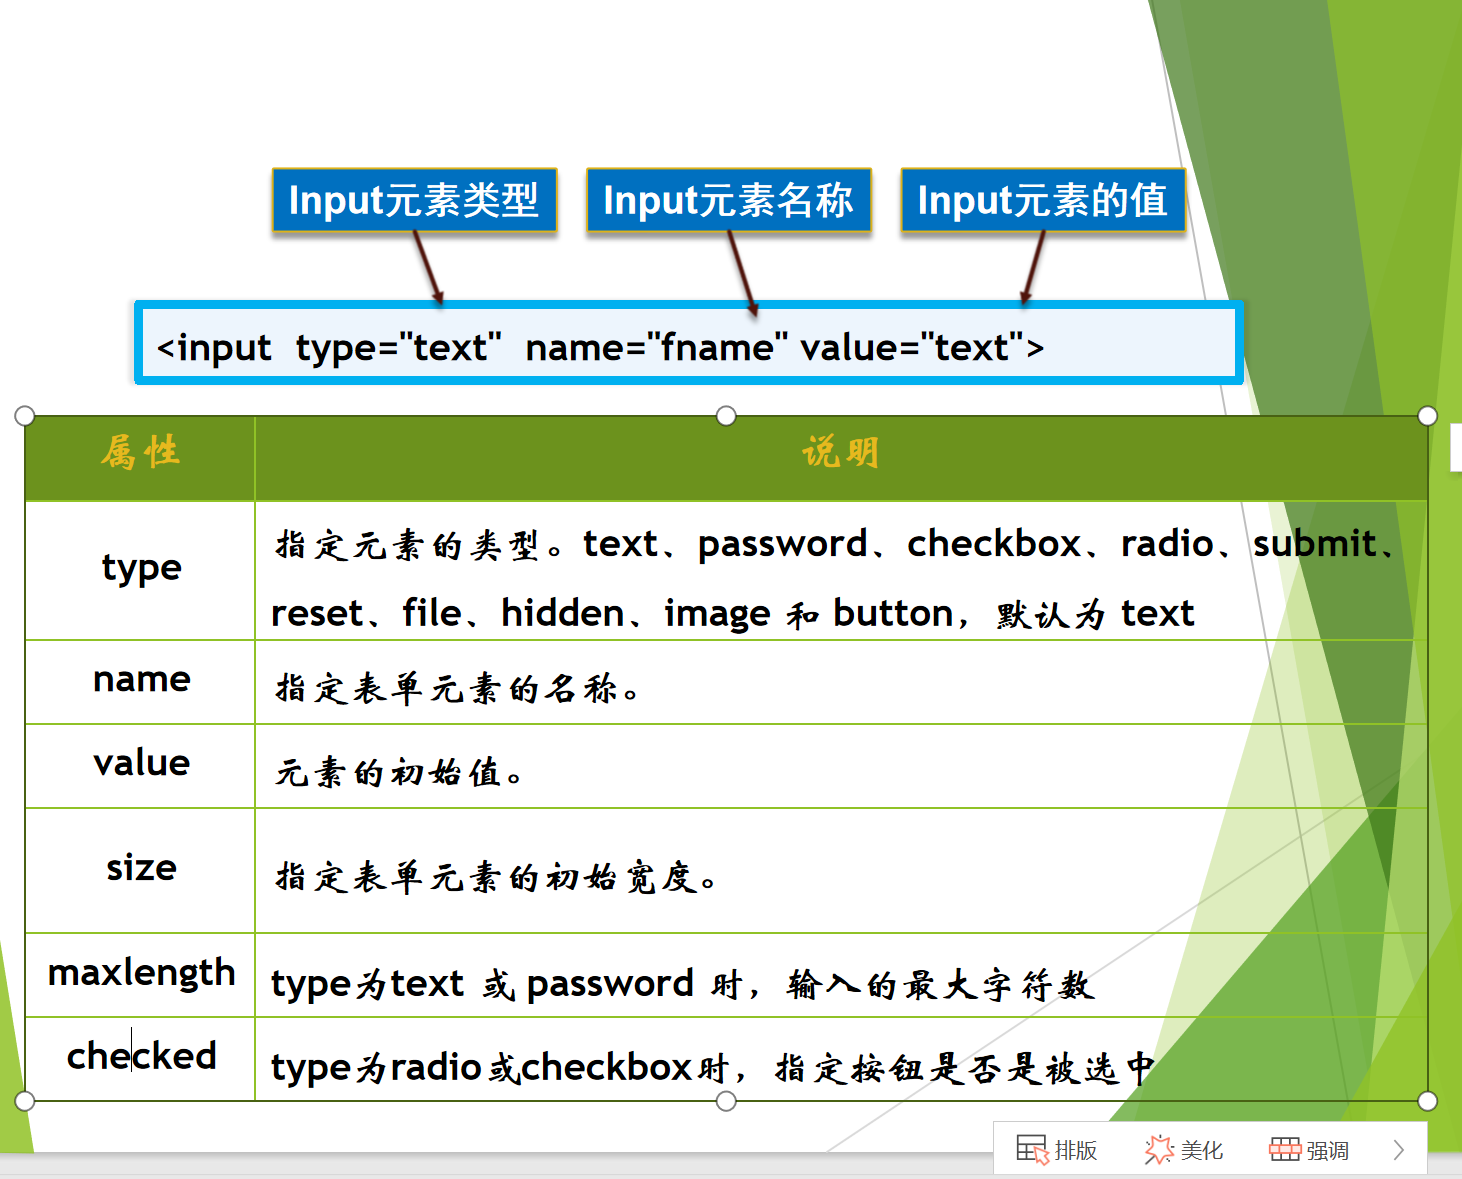 Input元素类型 Input元素名称 Input元素的值
<input type="text" name="fname" value="text">
属性 说明
type 指定元素的类型。text、password、checkbox、radio、submit、
reset、file、hidden、image 和 button，默认为 text
name 指定表单元素的名称。
value 元素的初始值。
size 指定表单元素的初始宽度。
maxlength type为text 或 password 时，输入的最大字符数
checked type为radio或checkbox时，指定按钮是否是被选中
排版 美化 强调